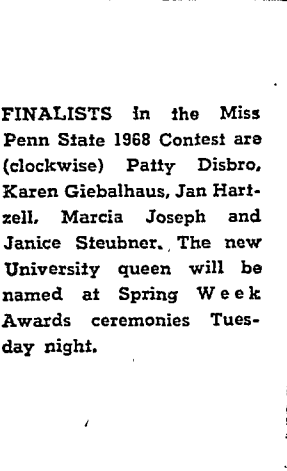 FINALISTS in the Miss
Penn State 1968 Contest are
(clockwise) Patty Disbro,
Karen Giebalhaus, Jan Hart-
zell, Marcia Joseph and
Janice Steubner. The new
University queen will be
named at Spring Week
Awards ceremonies Tues-
day night.